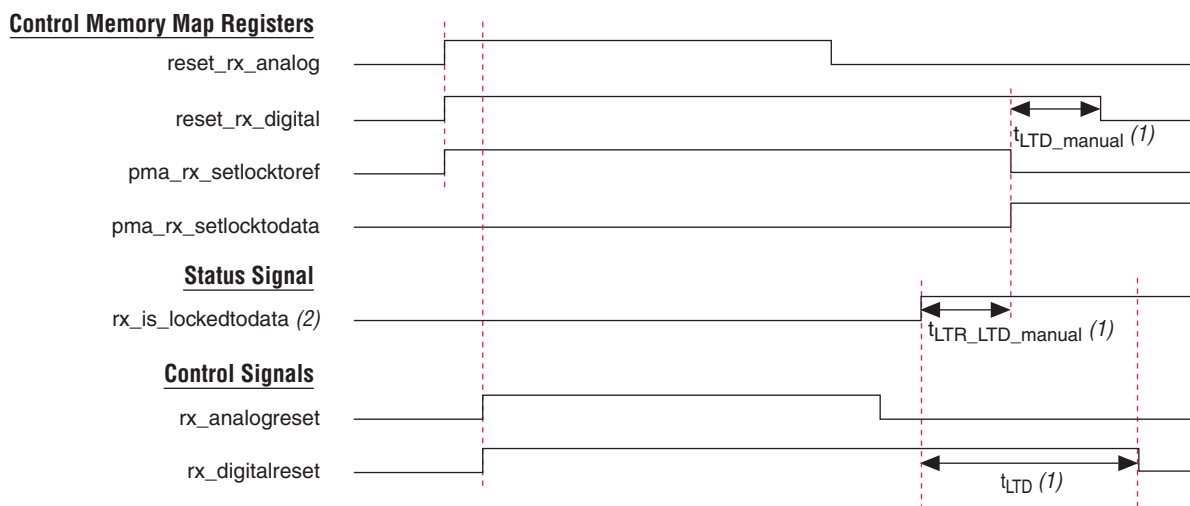 Control Memory Map Registers
reset_rx_analog
reset_rx_digital
tLTD_manual (1)
pma_rx_setlocktoref
pma_rx_setlocktodata
Status Signal
rx_is_lockedtodata (2)
tLTR_LTD_manual (1)
Control Signals
rx_analogreset
rx_digitalreset
tLTD (1)